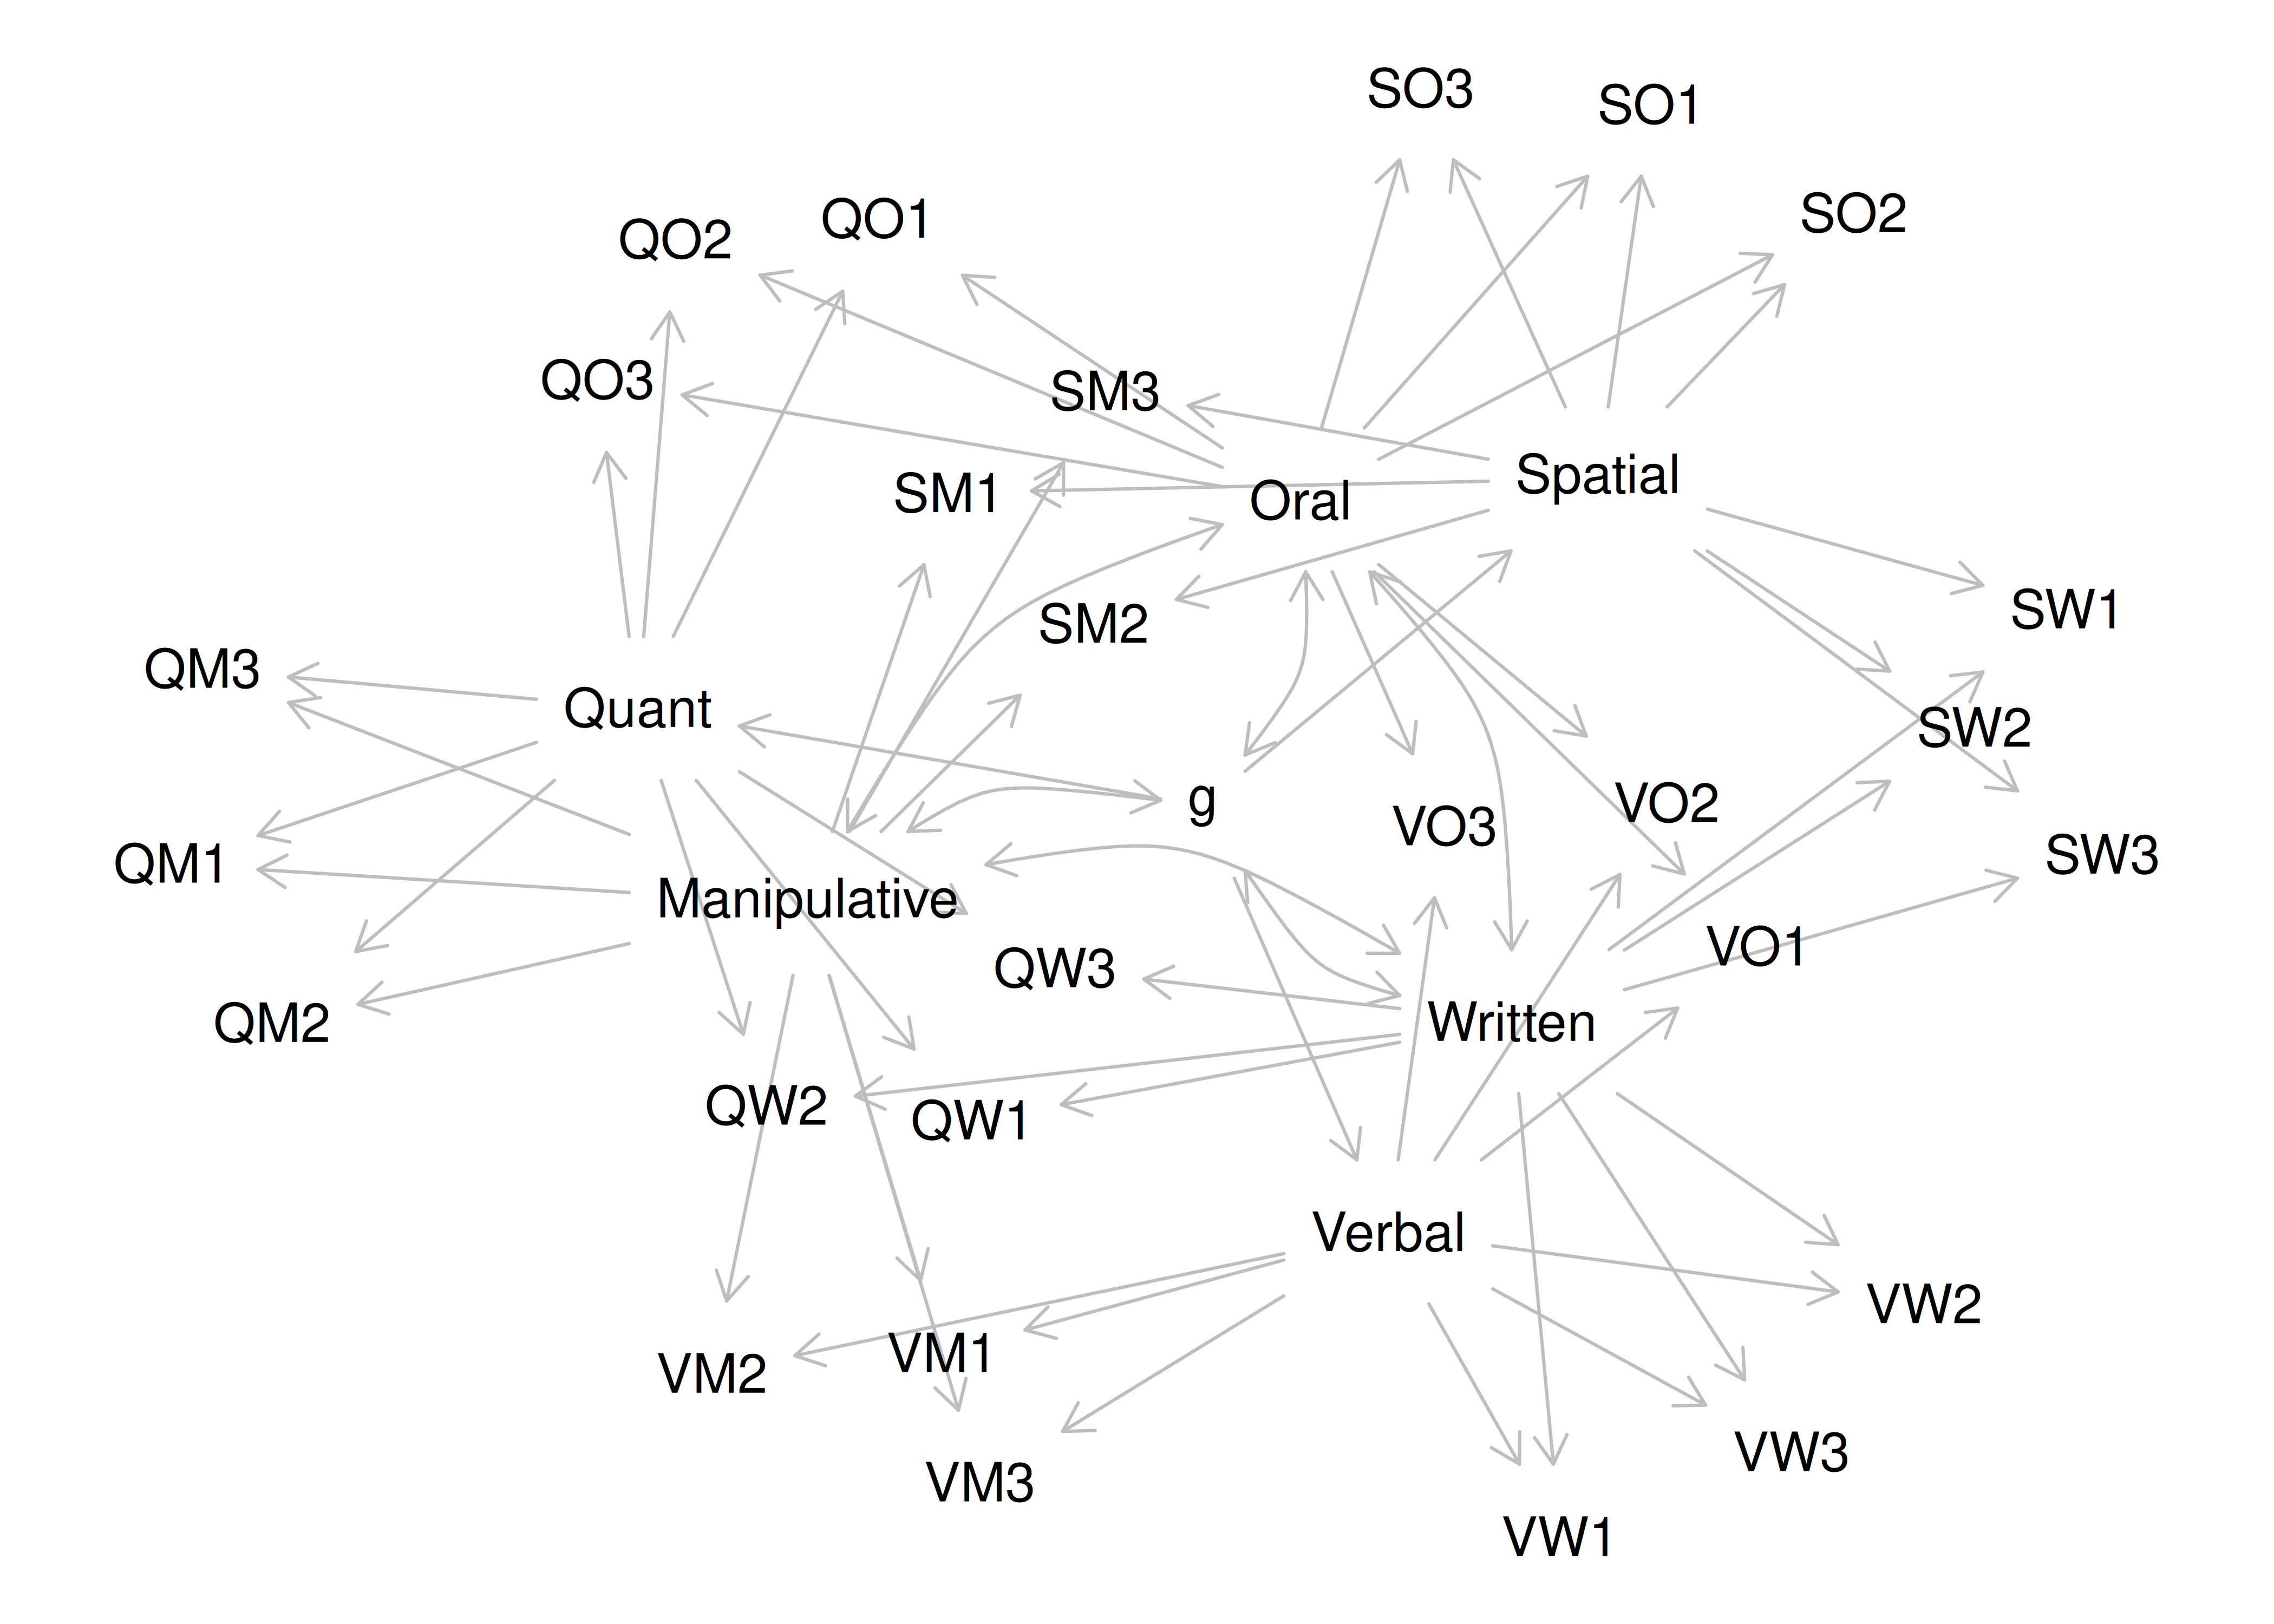 SO3
SO1
SO2
QO1
QO2
QO3
SM3
Spatial
SM1
Oral
SW1
SM2
QM3
Quant
SW2
g
VO2
VO3
SW3
QM1
Manipulative
VO1
QW3
Written
QM2
QW2
QW1
Verbal
VW2
VM1
VM2
VW3
VM3
VW1